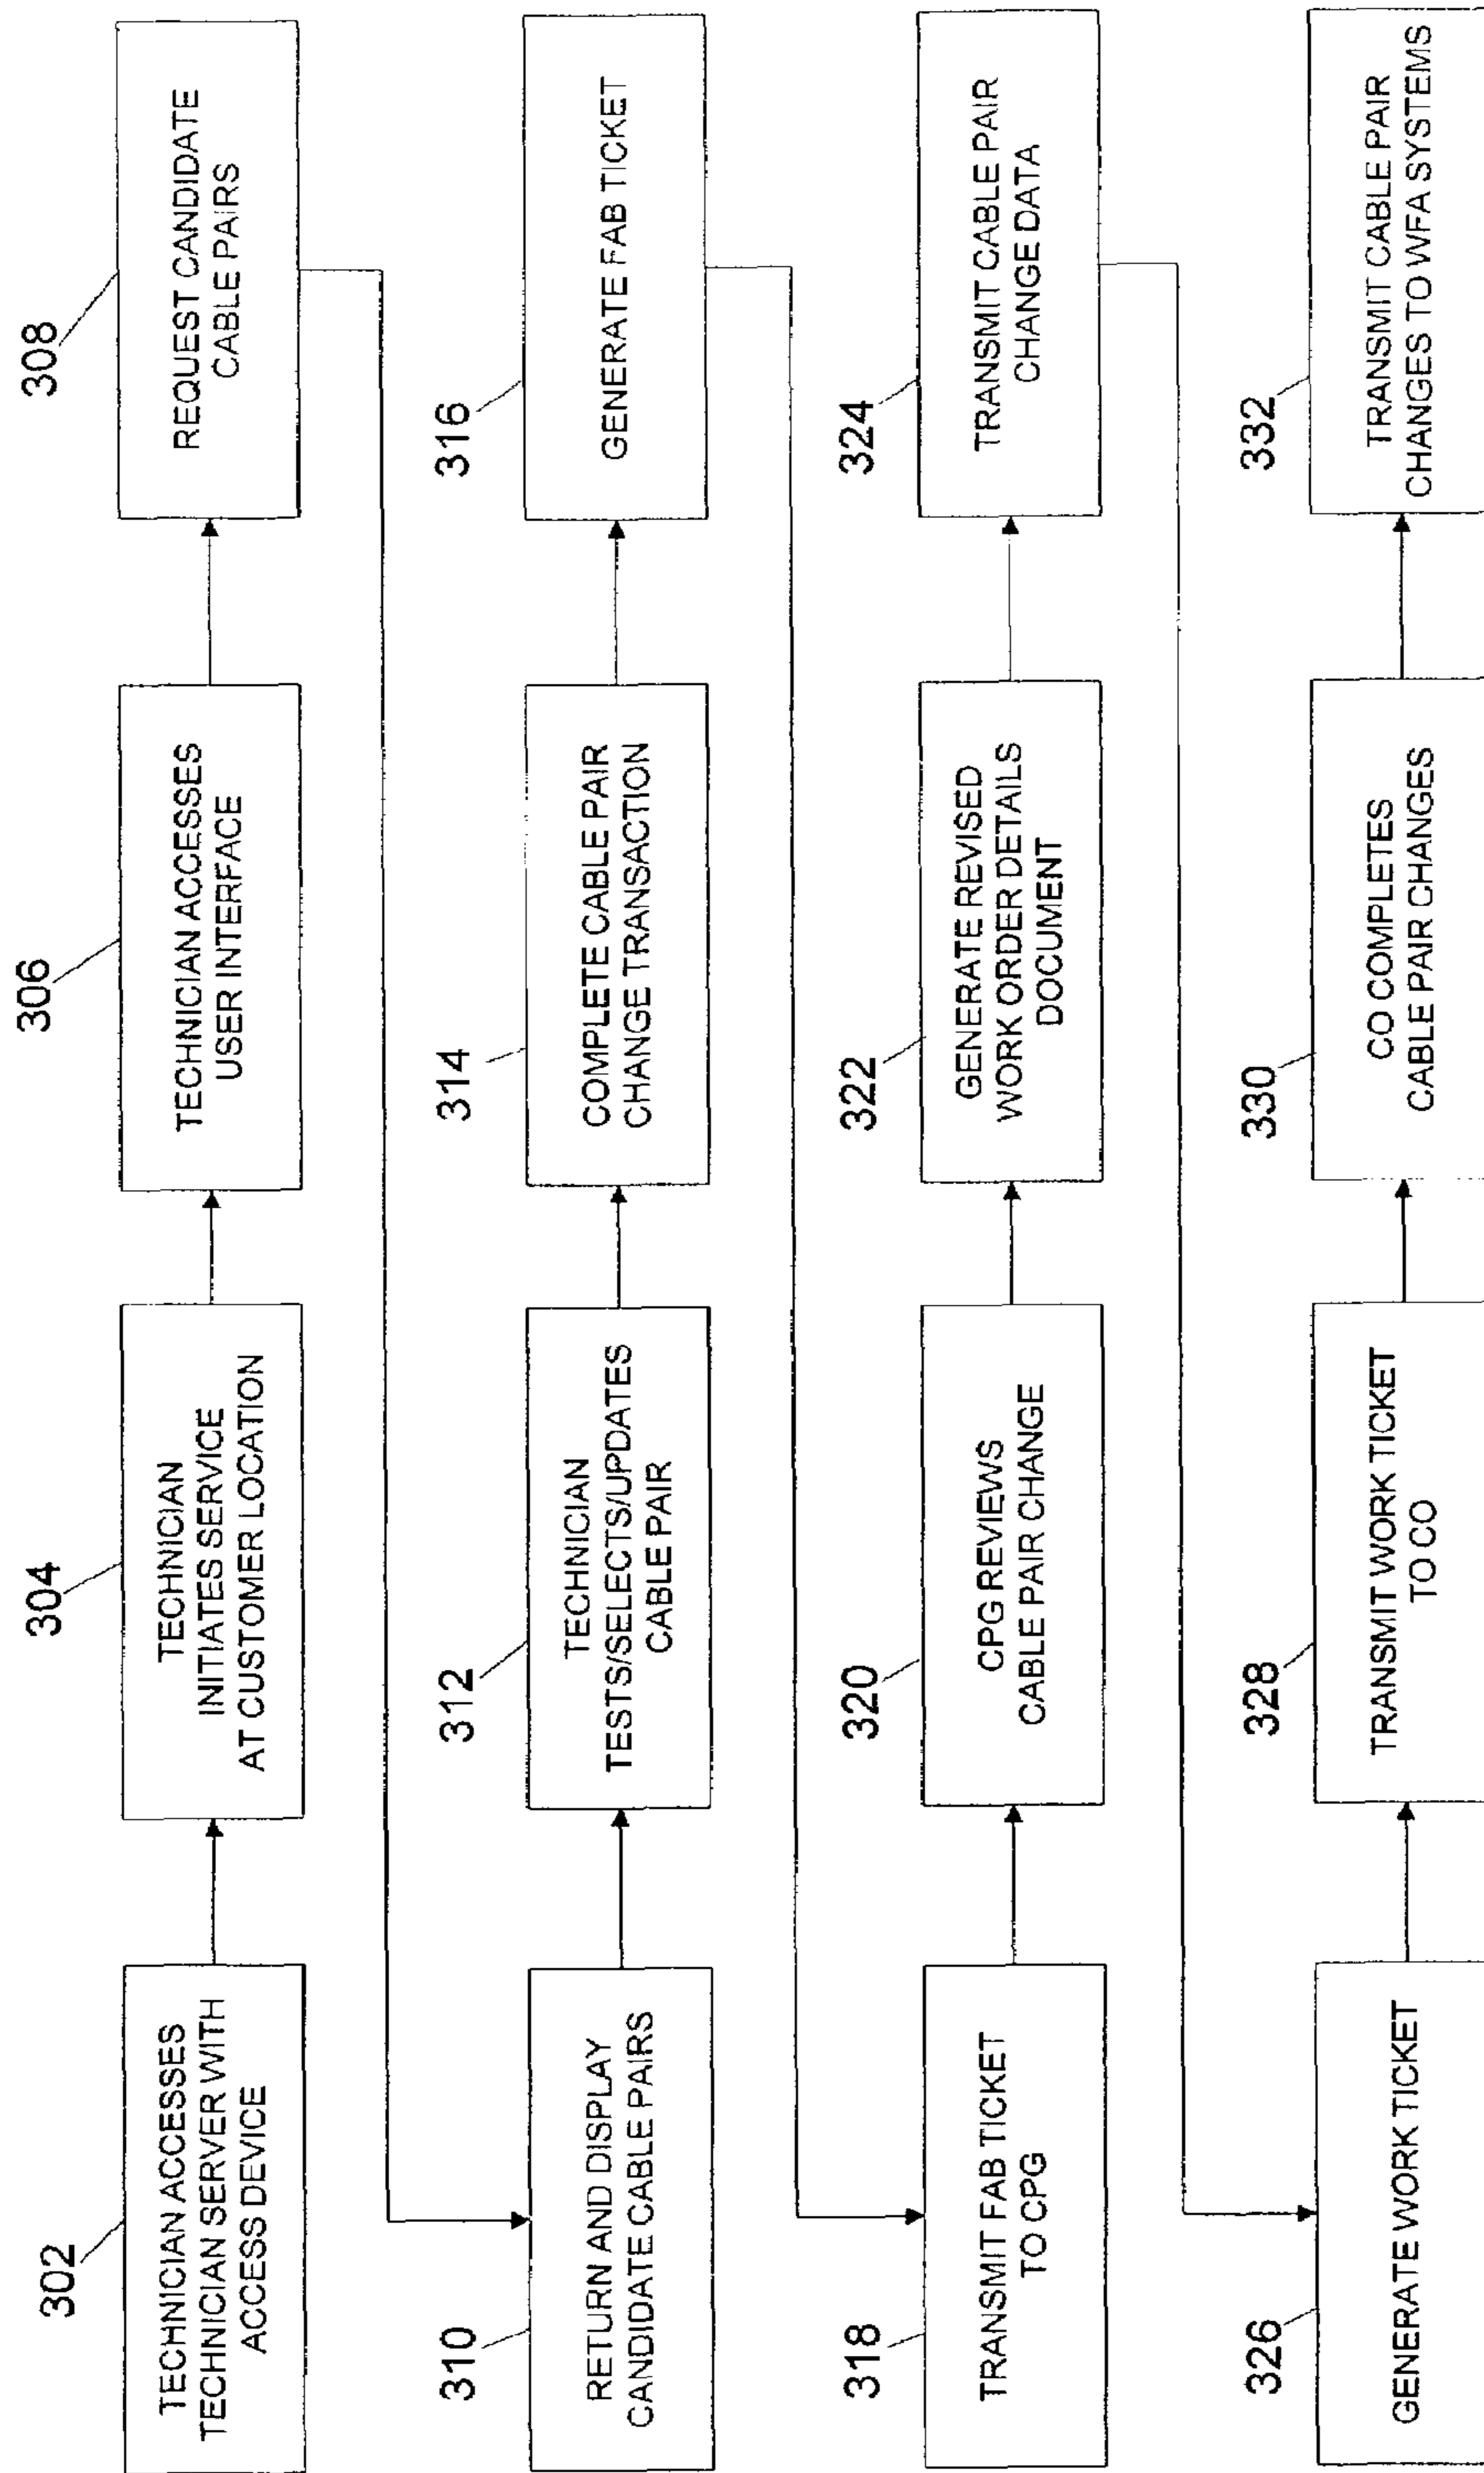 302
TECHNICIAN ACCESSES
TECHNICIAN SERVER WITH
ACCESS DEVICE
304
TECHNICIAN
INITIATES SERVICE
AT CUSTOMER LOCATION
306
TECHNICIAN ACCESSES
USER INTERFACE
308
REQUEST CANDIDATE
CABLE PAIRS
310
RETURN AND DISPLAY
CANDIDATE CABLE PAIRS
312
TECHNICIAN
TESTS/SELECTS/UPDATES
CABLE PAIR
314
COMPLETE CABLE PAIR
CHANGE TRANSACTION
316
GENERATE FAB TICKET
318
TRANSMIT FAB TICKET
TO CPG
320
CPG REVIEWS
CABLE PAIR CHANGE
322
GENERATE REVISED
WORK ORDER DETAILS
DOCUMENT
324
TRANSMIT CABLE PAIR
CHANGE DATA
326
GENERATE WORK TICKET
328
TRANSMIT WORK TICKET
TO CO
330
CO COMPLETES
CABLE PAIR CHANGES
332
TRANSMIT CABLE PAIR
CHANGES TO WFA SYSTEMS